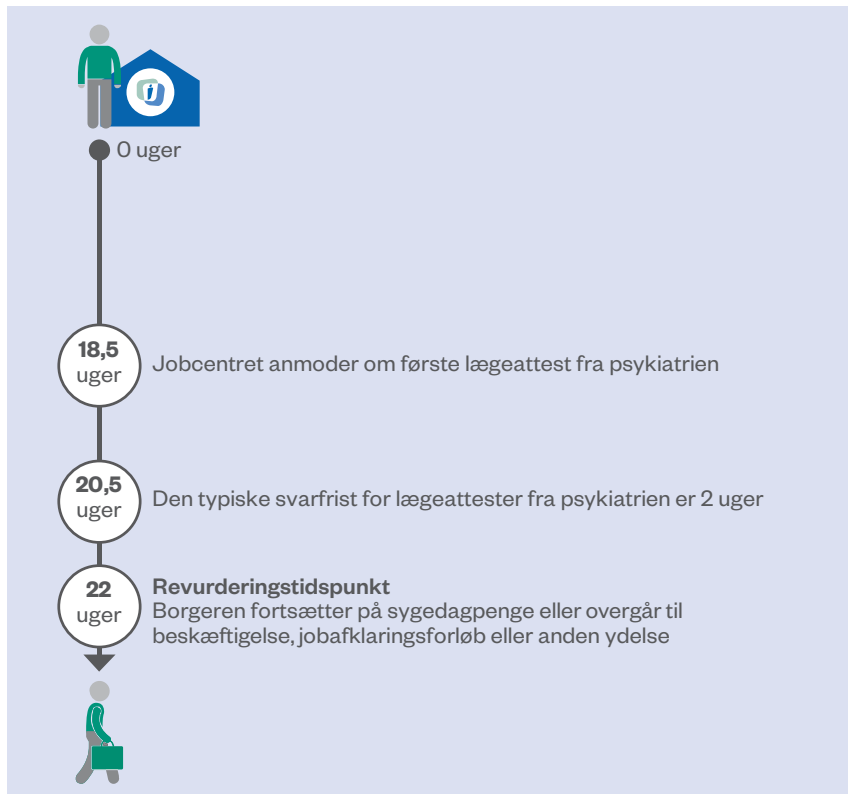 0 uger
18,5
uger
Jobcentret anmoder om første lægeattest fra psykiatrien
20,5
uger
Den typiske svarfrist for lægeattester fra psykiatrien er 2 uger
22
uger
Revurderingstidspunkt
Borgeren fortsætter på sygedagpenge eller overgår til
beskæftigelse, jobafklaringsforløb eller anden ydelse